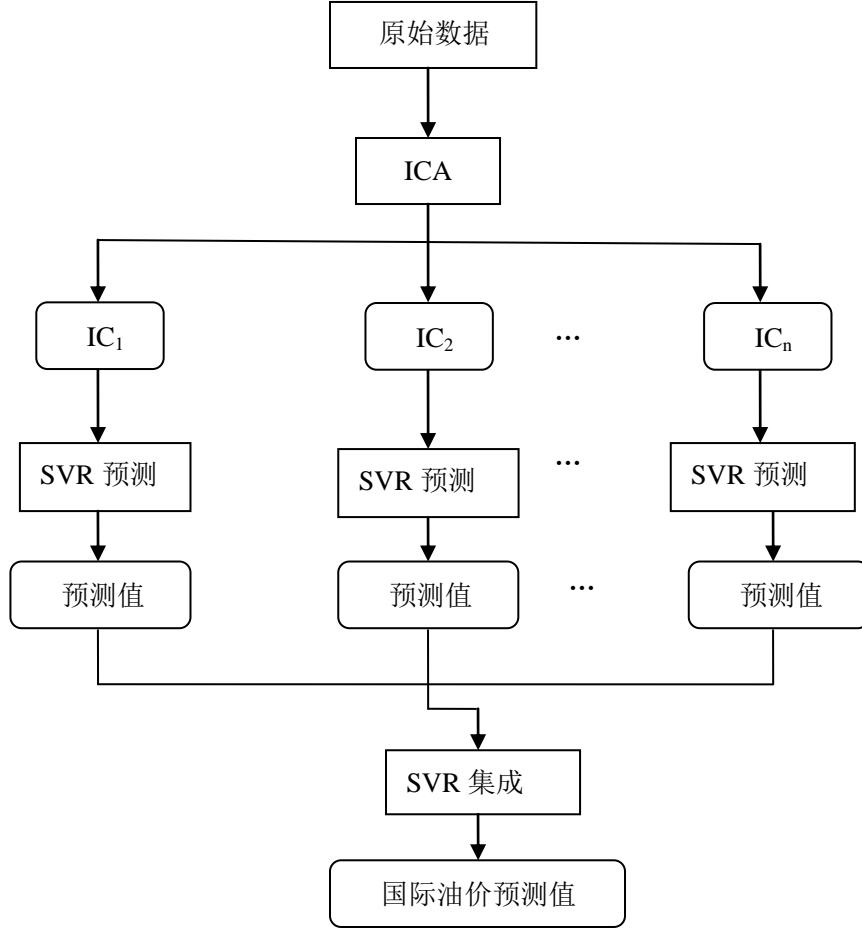 原始数据
ICA
IC₁ IC₂ ... ICₙ
SVR 预测 SVR 预测 ... SVR 预测
预测值 预测值 ... 预测值
SVR 集成
国际油价预测值